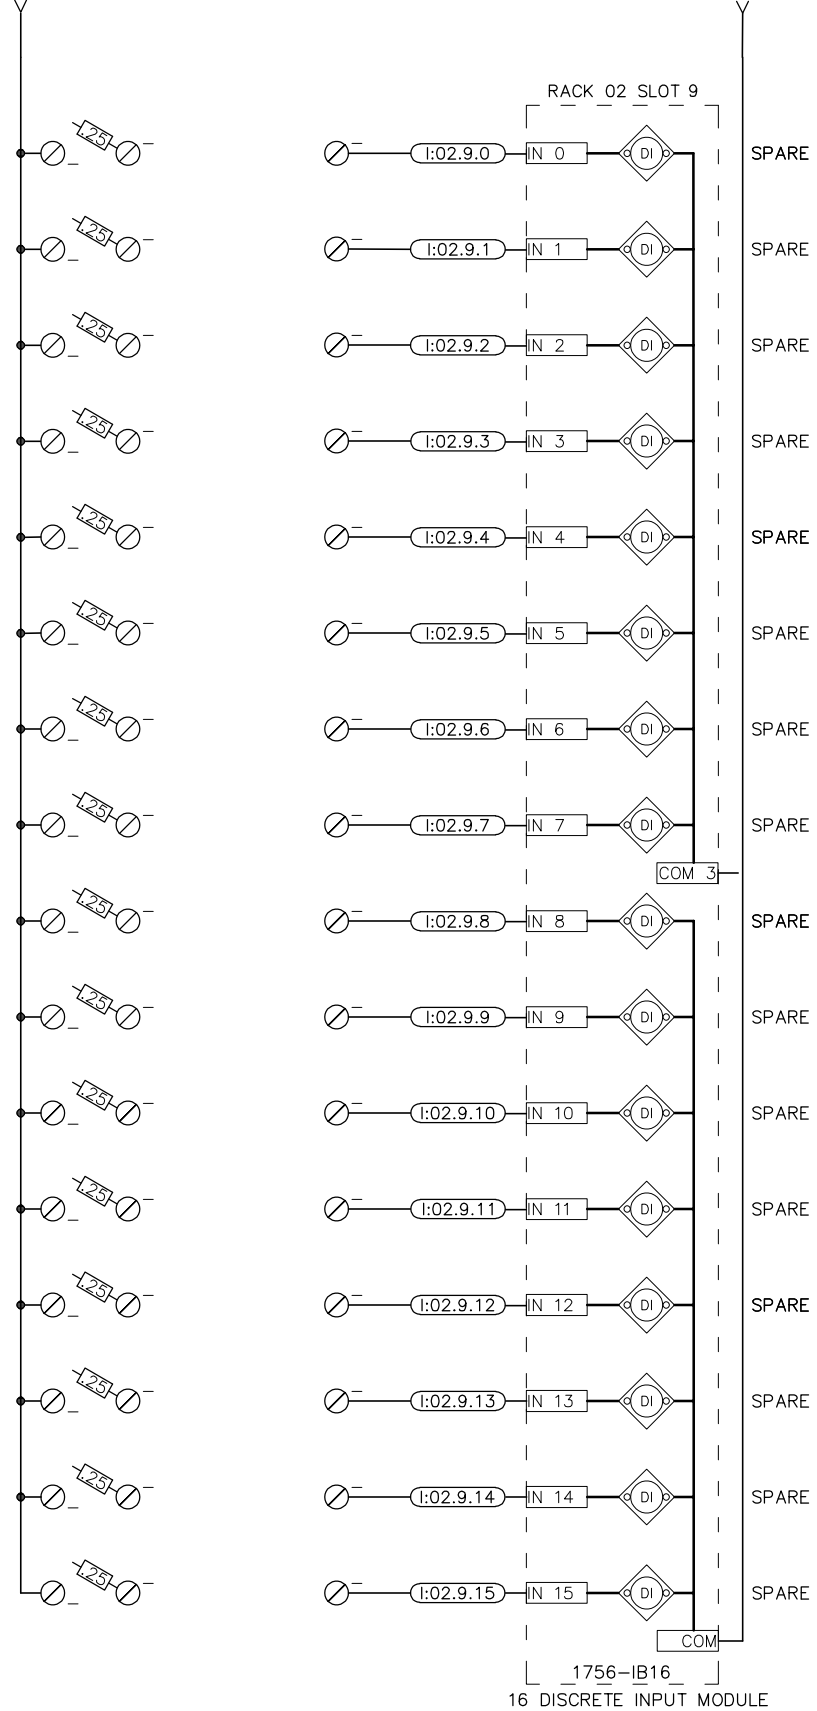 RACK 02 SLOT 9
.25 I:02.9.0 IN 0 DI SPARE
.25 I:02.9.1 IN 1 DI SPARE
.25 I:02.9.2 IN 2 DI SPARE
.25 I:02.9.3 IN 3 DI SPARE
.25 I:02.9.4 IN 4 DI SPARE
.25 I:02.9.5 IN 5 DI SPARE
.25 I:02.9.6 IN 6 DI SPARE
.25 I:02.9.7 IN 7 DI SPARE
COM 3
.25 I:02.9.8 IN 8 DI SPARE
.25 I:02.9.9 IN 9 DI SPARE
.25 I:02.9.10 IN 10 DI SPARE
.25 I:02.9.11 IN 11 DI SPARE
.25 I:02.9.12 IN 12 DI SPARE
.25 I:02.9.13 IN 13 DI SPARE
.25 I:02.9.14 IN 14 DI SPARE
.25 I:02.9.15 IN 15 DI SPARE
COM
1756-IB16
16 DISCRETE INPUT MODULE